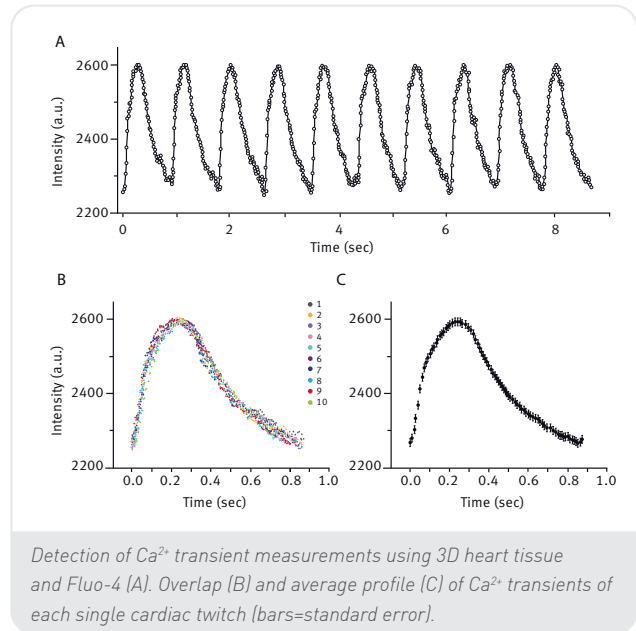 A
2600
2400
2200
Intensity (a.u.)
0 2 4 6 8
Time (sec)
B
2600
2400
2200
Intensity (a.u.)
0.0 0.2 0.4 0.6 0.8 1.0
Time (sec)
1
2
3
4
5
6
7
8
9
10
C
2600
2400
2200
0.0 0.2 0.4 0.6 0.8 1.0
Time (sec)
Detection of Ca²⁺ transient measurements using 3D heart tissue
and Fluo-4 (A). Overlap (B) and average profile (C) of Ca²⁺ transients of
each single cardiac twitch (bars=standard error).